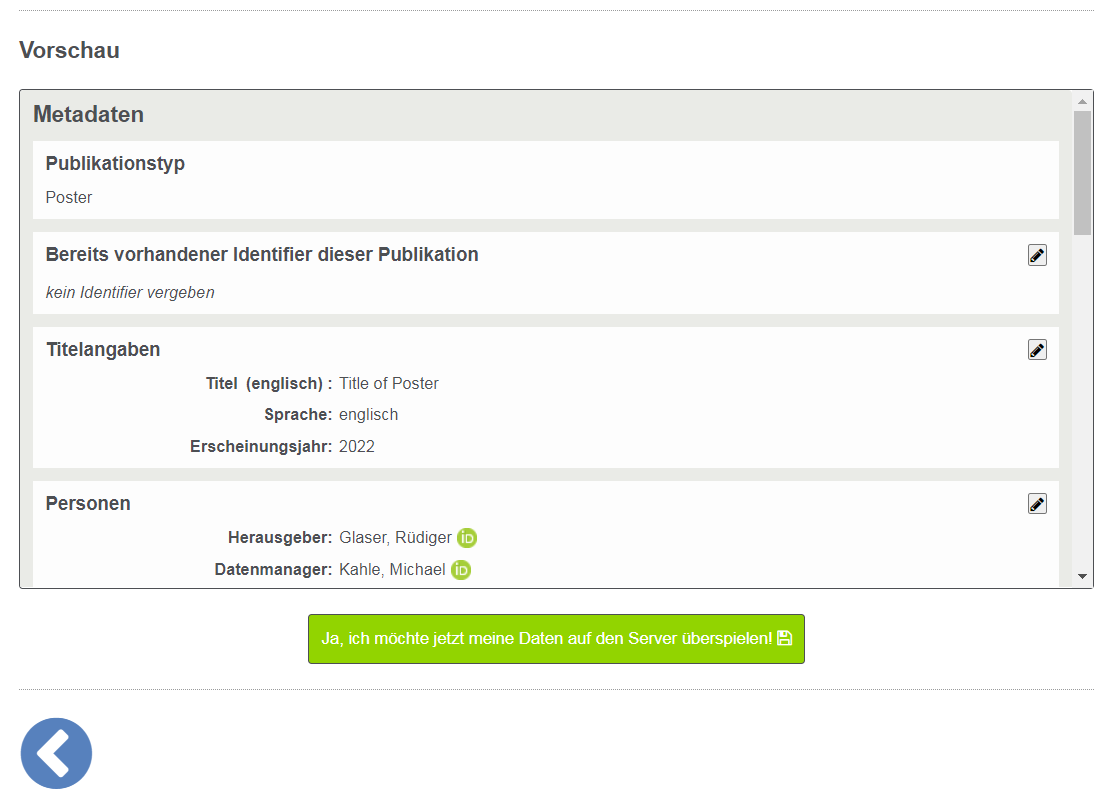 Vorschau
Metadaten
Publikationstyp
Poster
Bereits vorhandener Identifier dieser Publikation
kein Identifier vergeben
Titelangaben
Titel (englisch) : Title of Poster
Sprache: englisch
Erscheinungsjahr: 2022
Personen
Herausgeber: Glaser, Rüdiger iD
Datenmanager: Kahle, Michael iD
Ja, ich möchte jetzt meine Daten auf den Server überspielen!